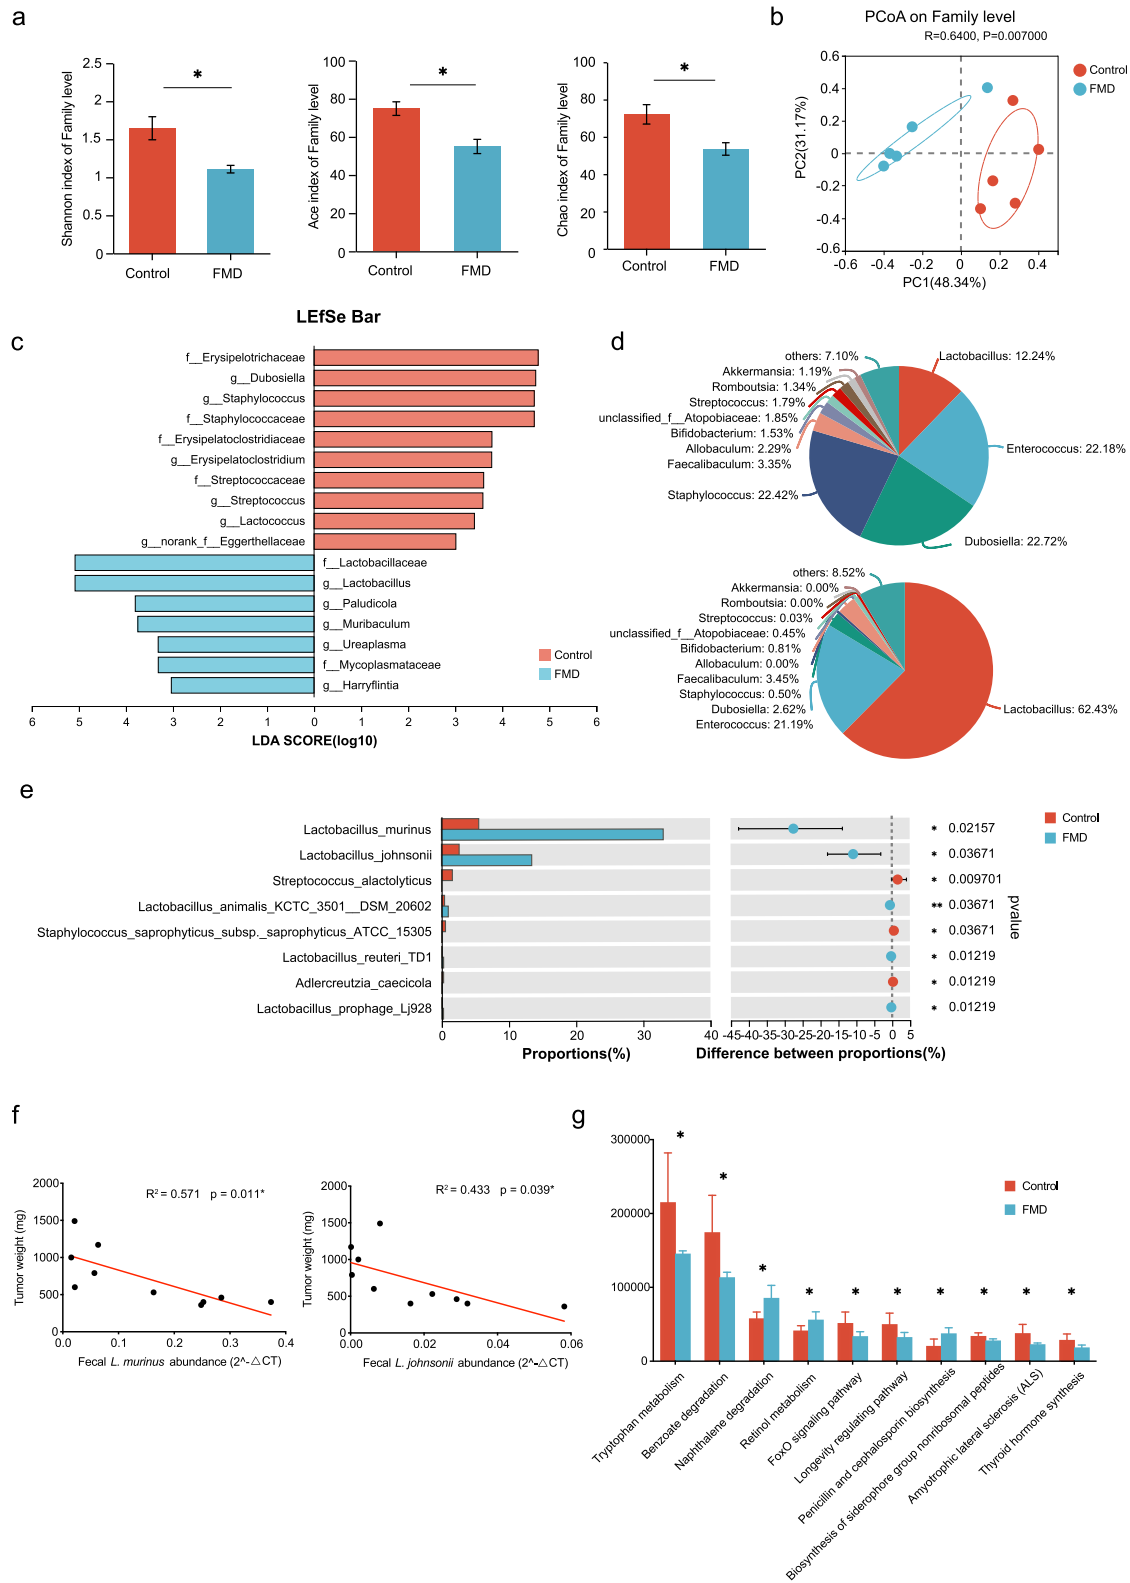 a
Shannon index of Family level
2.5
2
1.5
1
0.5
0
*
Control
FMD
Ace index of Family level
100
80
60
40
20
0
*
Control
FMD
Chao index of Family level
100
80
60
40
20
0
*
Control
FMD
b
PCoA on Family level
R=0.6400, P=0.007000
PC2(31.17%)
0.6
0.4
0.2
0
-0.2
-0.4
-0.6
-0.6 -0.4 -0.2 0 0.2 0.4 0.6
PC1(48.34%)
Control
FMD
c
LEfSe Bar
f__Erysipelotrichaceae
g__Dubosiella
g__Staphylococcus
f__Staphylococcaceae
f__Erysipelatoclostridiaceae
g__Erysipelatoclostridium
f__Streptococcaceae
g__Streptococcus
g__Lactococcus
g__norank_f__Eggerthellaceae
f__Lactobacillaceae
g__Lactobacillus
g__Paludicola
g__Muribaculum
g__Ureaplasma
f__Mycoplasmataceae
g__Harryflintia
Control
FMD
6 5 4 3 2 1 0 1 2 3 4 5 6
LDA SCORE(log10)
d
others: 7.10%
Akkermansia: 1.19%
Romboutsia: 1.34%
Streptococcus: 1.79%
unclassified_f__Atopobiaceae: 1.85%
Bifidobacterium: 1.53%
Allobaculum: 2.29%
Faecalibaculum: 3.35%
Staphylococcus: 22.42%
Lactobacillus: 12.24%
Enterococcus: 22.18%
Dubosiella: 22.72%
others: 8.52%
Akkermansia: 0.00%
Romboutsia: 0.00%
Streptococcus: 0.03%
unclassified_f__Atopobiaceae: 0.45%
Bifidobacterium: 0.81%
Allobaculum: 0.00%
Faecalibaculum: 3.45%
Staphylococcus: 0.50%
Dubosiella: 2.62%
Enterococcus: 21.19%
Lactobacillus: 62.43%
e
Control
FMD
Lactobacillus_murinus * 0.02157
Lactobacillus_johnsonii * 0.03671
Streptococcus_alactolyticus * 0.009701
Lactobacillus_animalis_KCTC_3501__DSM_20602 ** 0.03671
Staphylococcus_saprophyticus_subsp._saprophyticus_ATCC_15305 * 0.03671
Lactobacillus_reuteri_TD1 * 0.01219
Adlercreutzia_caecicola * 0.01219
Lactobacillus_prophage_Lj928 * 0.01219
pvalue
0 10 20 30 40
Proportions(%)
-45-40-35-30-25-20-15-10 -5 0 5
Difference between proportions(%)
f
R² = 0.571 p = 0.011*
Tumor weight (mg)
2000
1500
1000
500
0
0.0 0.1 0.2 0.3 0.4
Fecal L. murinus abundance (2^-△CT)
R² = 0.433 p = 0.039*
Tumor weight (mg)
2000
1500
1000
500
0
0.00 0.02 0.04 0.06
Fecal L. johnsonii abundance (2^-△CT)
g
300000
200000
100000
0
* * * * * * * * * *
Control
FMD
Tryptophan metabolism
Benzoate degradation
Naphthalene degradation
Retinol metabolism
FoxO signaling pathway
Longevity regulating pathway
Penicillin and cephalosporin biosynthesis
Biosynthesis of siderophore group nonribosomal peptides
Amyotrophic lateral sclerosis (ALS)
Thyroid hormone synthesis